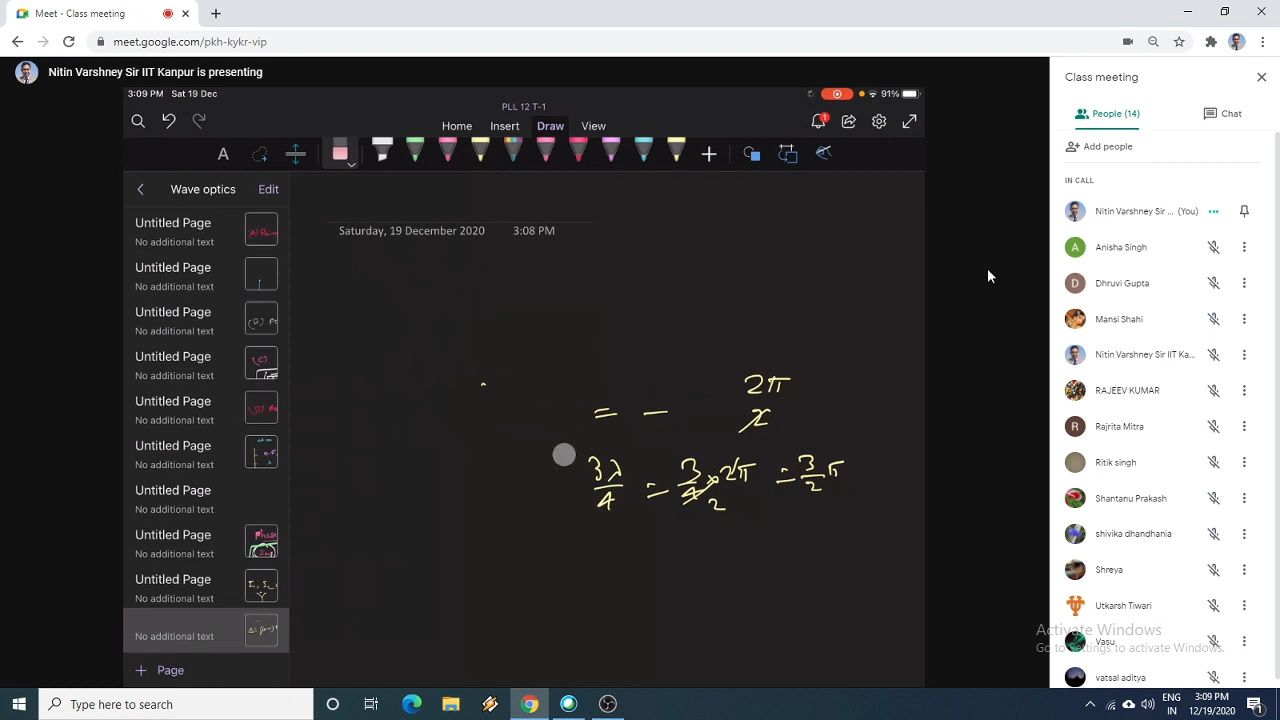 Meet - Class meeting
meet.google.com/pkh-kykr-vip
Nitin Varshney Sir IIT Kanpur is presenting
3:09 PM Sat 19 Dec
91%
PLL 12 T-1
Home Insert Draw View
1
A
Wave optics Edit
Untitled Page
No additional text
Untitled Page
No additional text
Untitled Page
No additional text
Untitled Page
No additional text
Untitled Page
No additional text
Untitled Page
No additional text
Untitled Page
No additional text
Untitled Page
No additional text
Untitled Page
No additional text
No additional text
Page
Saturday, 19 December 2020 3:08 PM
2π
= —
3λ/4 = 3/4 × 2π = 3/2 π
2
Class meeting
People (14) Chat
Add people
IN CALL
Nitin Varshney Sir ... (You)
A Anisha Singh
D Dhruvi Gupta
Mansi Shahi
Nitin Varshney Sir IIT Ka...
RAJEEV KUMAR
R Rajrita Mitra
Ritik singh
Shantanu Prakash
shivika dhandhania
Shreya
Utkarsh Tiwari
Vasu
vatsal aditya
Activate Windows
Go to Settings to activate Windows.
Type here to search
ENG
IN
3:09 PM
12/19/2020
1